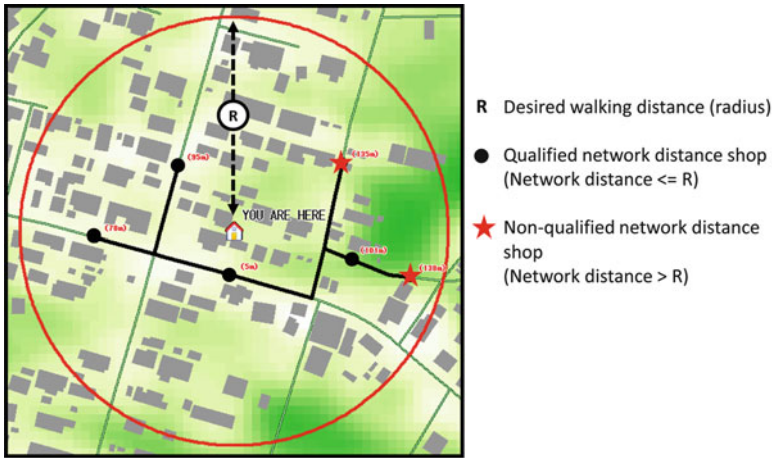 R
(95m)
(135m)
YOU ARE HERE
(78m)
(5m)
(101m)
(138m)
R Desired walking distance (radius)
Qualified network distance shop
(Network distance <= R)
Non-qualified network distance
shop
(Network distance > R)